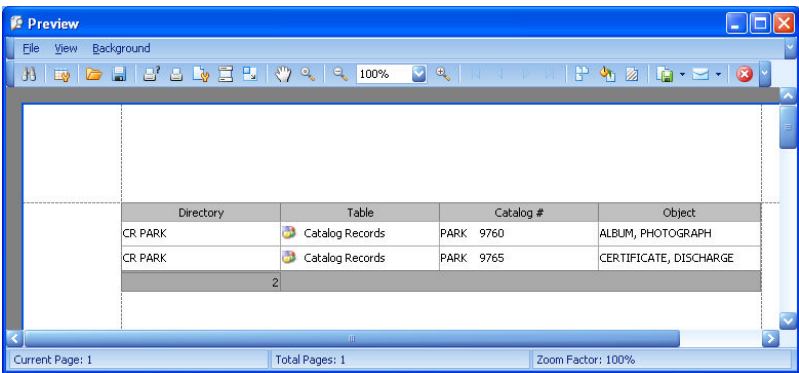 Preview
File View Background
100%
Directory Table Catalog # Object
CR PARK Catalog Records PARK 9760 ALBUM, PHOTOGRAPH
CR PARK Catalog Records PARK 9765 CERTIFICATE, DISCHARGE
2
Current Page: 1 Total Pages: 1 Zoom Factor: 100%